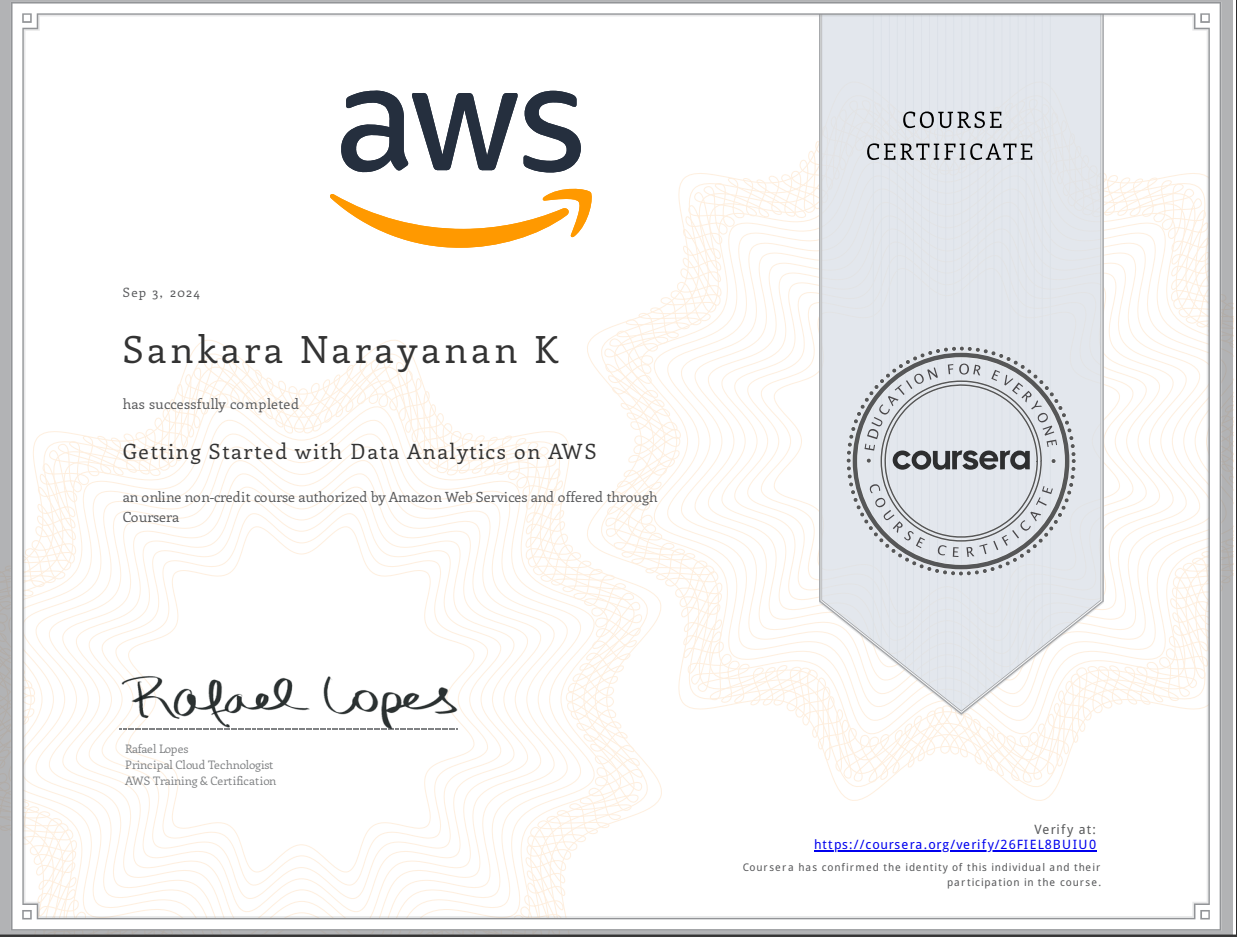 aws
COURSE
CERTIFICATE
Sep 3, 2024
Sankara Narayanan K
has successfully completed
Getting Started with Data Analytics on AWS
an online non-credit course authorized by Amazon Web Services and offered through
Coursera
EDUCATION FOR EVERYONE
coursera
COURSE CERTIFICATE
Rafael Lopes
Rafael Lopes
Principal Cloud Technologist
AWS Training & Certification
Verify at:
https://coursera.org/verify/26FIEL8BUIU0
Coursera has confirmed the identity of this individual and their
participation in the course.